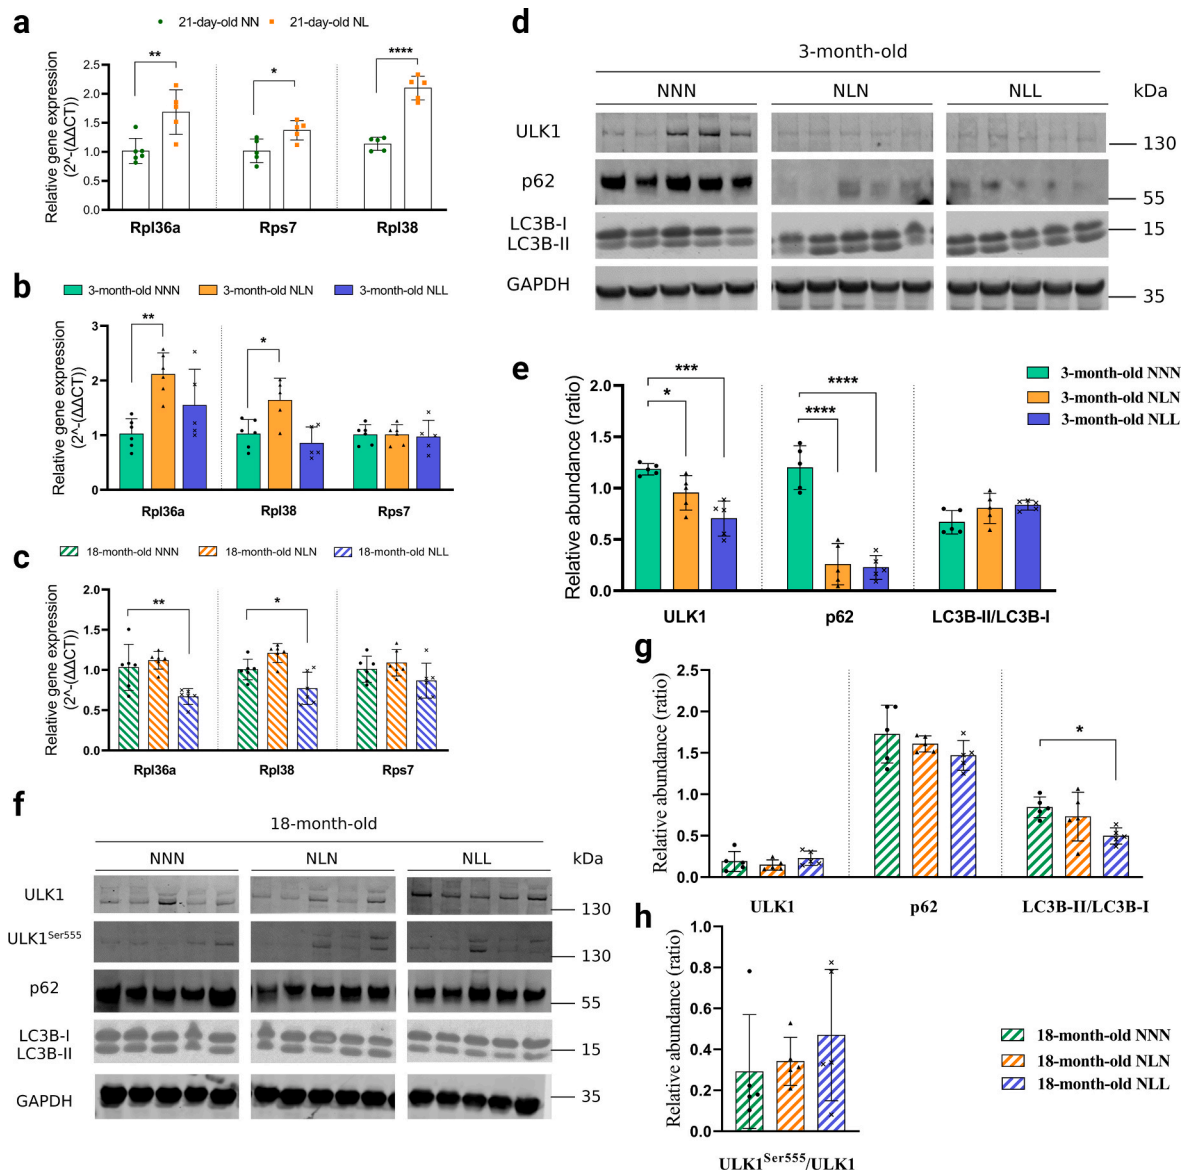 a
21-day-old NN
21-day-old NL
Relative gene expression
(2^-(ΔΔCT))
2.5
2.0
1.5
1.0
0.5
0.0
**
*
****
Rpl36a
Rps7
Rpl38
b
3-month-old NNN
3-month-old NLN
3-month-old NLL
Relative gene expression
(2^-(ΔΔCT))
3
2
1
0
**
*
Rpl36a
Rpl38
Rps7
c
18-month-old NNN
18-month-old NLN
18-month-old NLL
Relative gene expression
(2^-(ΔΔCT))
2.0
1.5
1.0
0.5
0.0
**
*
Rpl36a
Rpl38
Rps7
d
3-month-old
NNN
NLN
NLL
kDa
ULK1
130
p62
55
LC3B-I
LC3B-II
15
GAPDH
35
e
3-month-old NNN
3-month-old NLN
3-month-old NLL
Relative abundance (ratio)
2.0
1.5
1.0
0.5
0.0
***
*
****
****
ULK1
p62
LC3B-II/LC3B-I
f
18-month-old
NNN
NLN
NLL
kDa
ULK1
130
ULK1Ser555
130
p62
55
LC3B-I
LC3B-II
15
GAPDH
35
g
Relative abundance (ratio)
2.5
2.0
1.5
1.0
0.5
0.0
*
ULK1
p62
LC3B-II/LC3B-I
h
Relative abundance (ratio)
1.0
0.8
0.6
0.4
0.2
0.0
ULK1Ser555/ULK1
18-month-old NNN
18-month-old NLN
18-month-old NLL